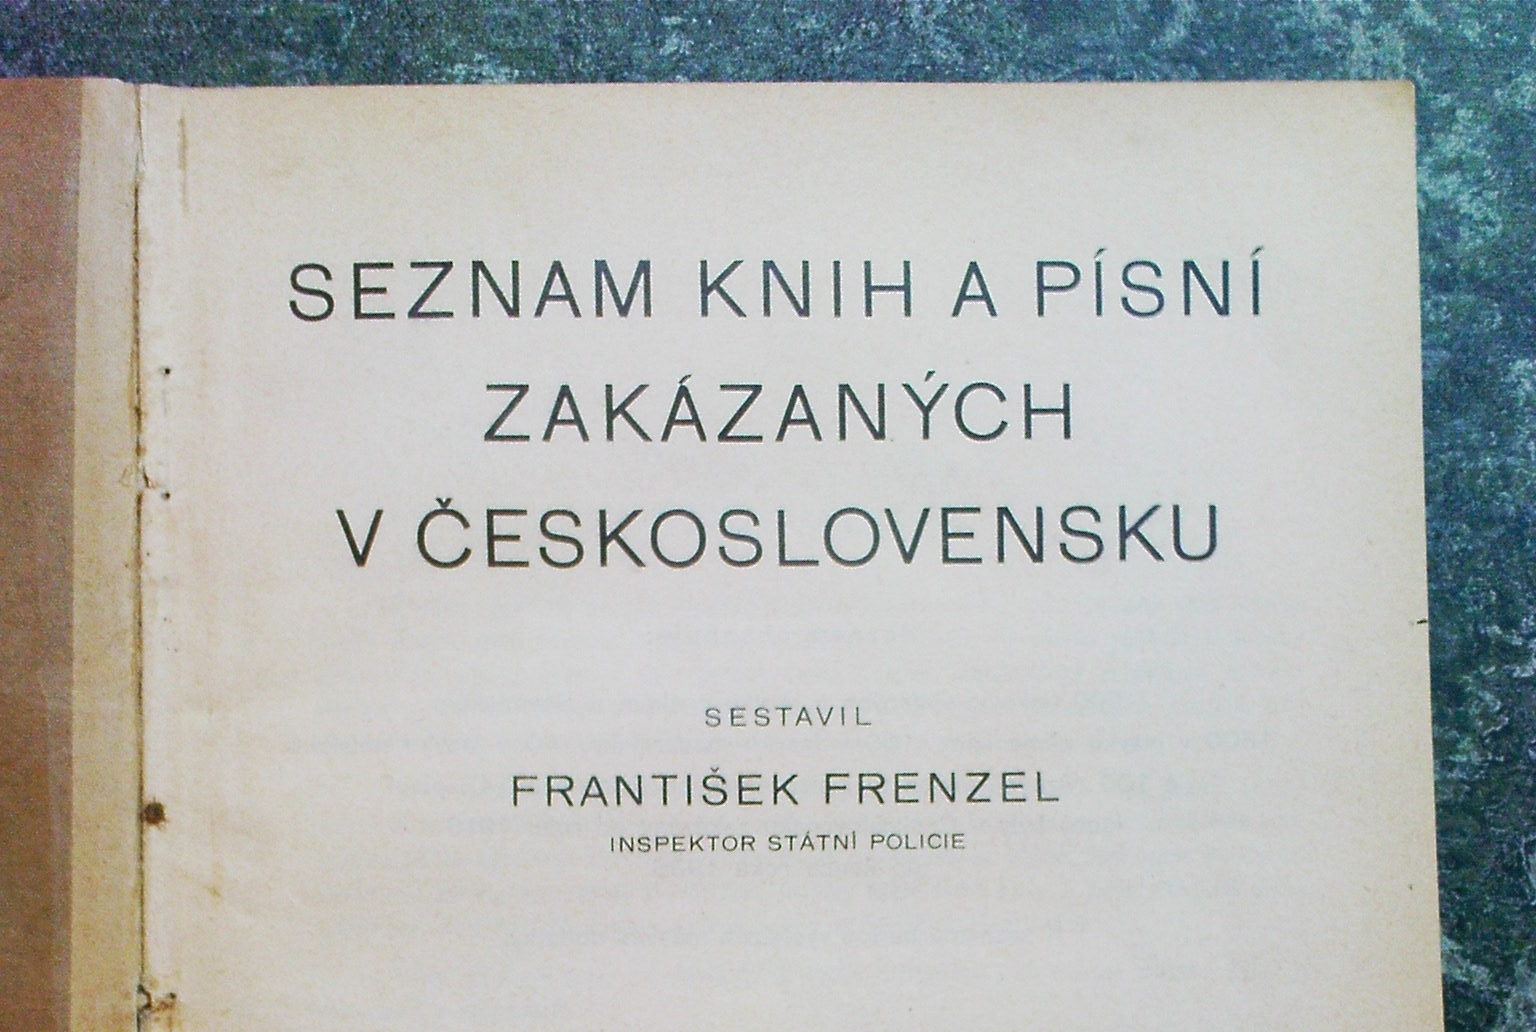 SEZNAM KNIH A PÍSNÍ
ZAKÁZANÝCH
V ČESKOSLOVENSKU
SESTAVIL
FRANTIŠEK FRENZEL
INSPEKTOR STÁTNÍ POLICIE